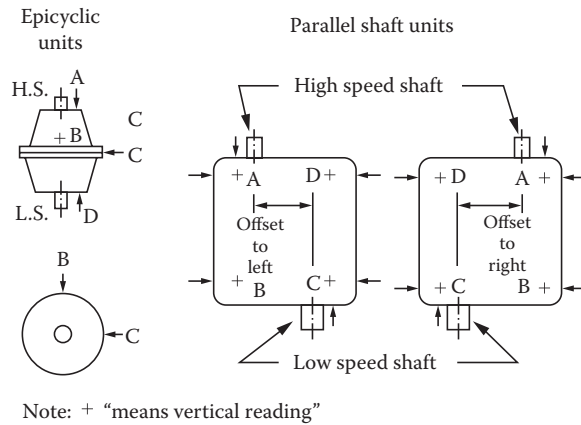 Epicyclic
units
Parallel shaft units
A
H.S.
High speed shaft
C
+ B
C
L.S.
D
+ A D +
Offset
to
left
+ B C +
+ D A +
Offset
to
right
+ C B +
B
C
Low speed shaft
Note: + “means vertical reading”